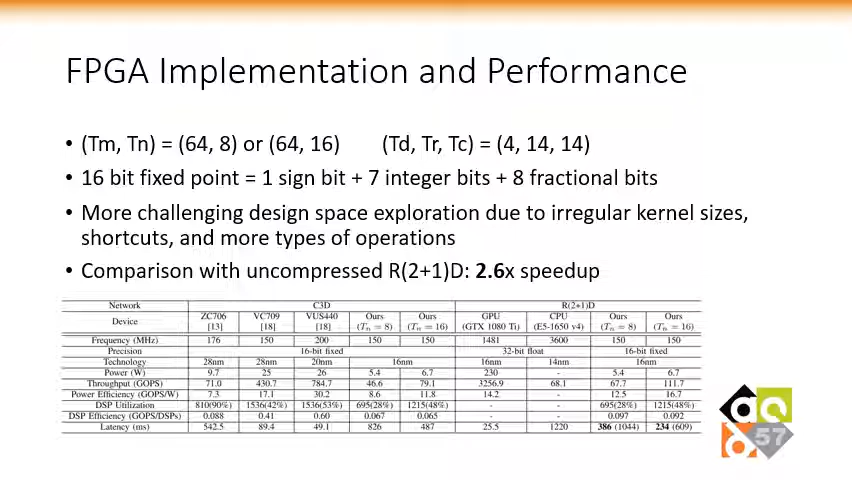 FPGA Implementation and Performance
• (Tm, Tn) = (64, 8) or (64, 16) (Td, Tr, Tc) = (4, 14, 14)
• 16 bit fixed point = 1 sign bit + 7 integer bits + 8 fractional bits
• More challenging design space exploration due to irregular kernel sizes,
shortcuts, and more types of operations
• Comparison with uncompressed R(2+1)D: 2.6x speedup
Network C3D R(2+1)D
Device ZC706 [13] VC709 [18] VUS440 [18] Ours (Tn = 8) Ours (Tn = 16) GPU (GTX 1080 Ti) CPU (E5-1650 v4) Ours (Tn = 8) Ours (Tn = 16)
Frequency (MHz) 176 150 200 150 150 1481 3600 150 150
Precision 16-bit fixed 32-bit float 16-bit fixed
Technology 28nm 28nm 20nm 16nm 16nm 14nm 16nm
Power (W) 9.7 25 26 5.4 6.7 230 - 5.4 6.7
Throughput (GOPS) 71.0 430.7 784.7 46.6 79.1 3256.9 68.1 67.7 111.7
Power Efficiency (GOPS/W) 7.3 17.1 30.2 8.6 11.8 14.2 - 12.5 16.7
DSP Utilization 810(90%) 1536(42%) 1536(53%) 695(28%) 1215(48%) - - 695(28%) 1215(48%)
DSP Efficiency (GOPS/DSPs) 0.088 0.41 0.60 0.067 0.065 - - 0.097 0.092
Latency (ms) 542.5 89.4 49.1 826 487 25.5 1220 386 (1044) 234 (609)
57